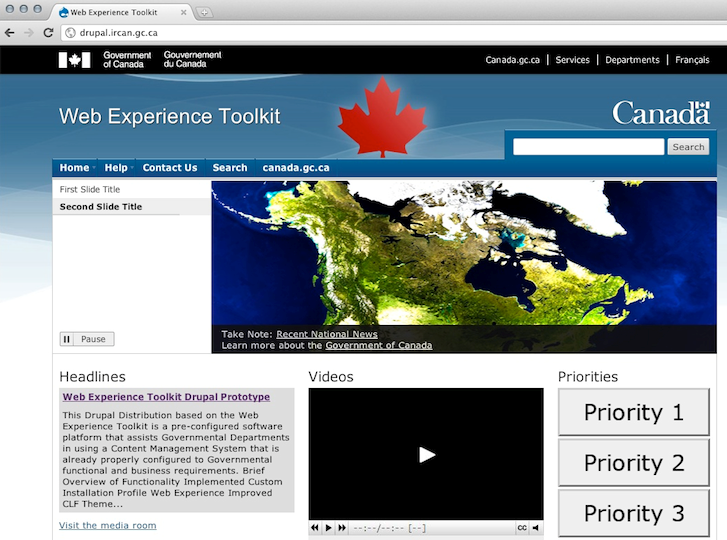 Web Experience Toolkit
drupal.ircan.gc.ca
Government of Canada
Gouvernement du Canada
Canada.gc.ca | Services | Departments | Français
Web Experience Toolkit
Canada
Search
Home Help Contact Us Search canada.gc.ca
First Slide Title
Second Slide Title
Pause
Take Note: Recent National News
Learn more about the Government of Canada
Headlines
Web Experience Toolkit Drupal Prototype
This Drupal Distribution based on the Web
Experience Toolkit is a pre-configured software
platform that assists Governmental Departments
in using a Content Management System that is
already properly configured to Governmental
functional and business requirements. Brief
Overview of Functionality Implemented Custom
Installation Profile Web Experience Improved
CLF Theme...
Visit the media room
Videos
--:--/--:-- [--]
CC
Priorities
Priority 1
Priority 2
Priority 3